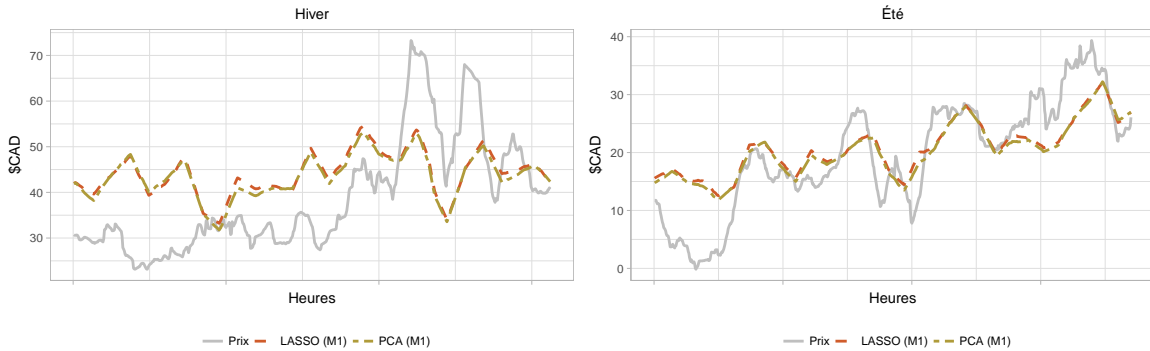 Hiver
$CAD
70
60
50
40
30
Heures
Prix LASSO (M1) PCA (M1)
Été
$CAD
40
30
20
10
0
Heures
Prix LASSO (M1) PCA (M1)